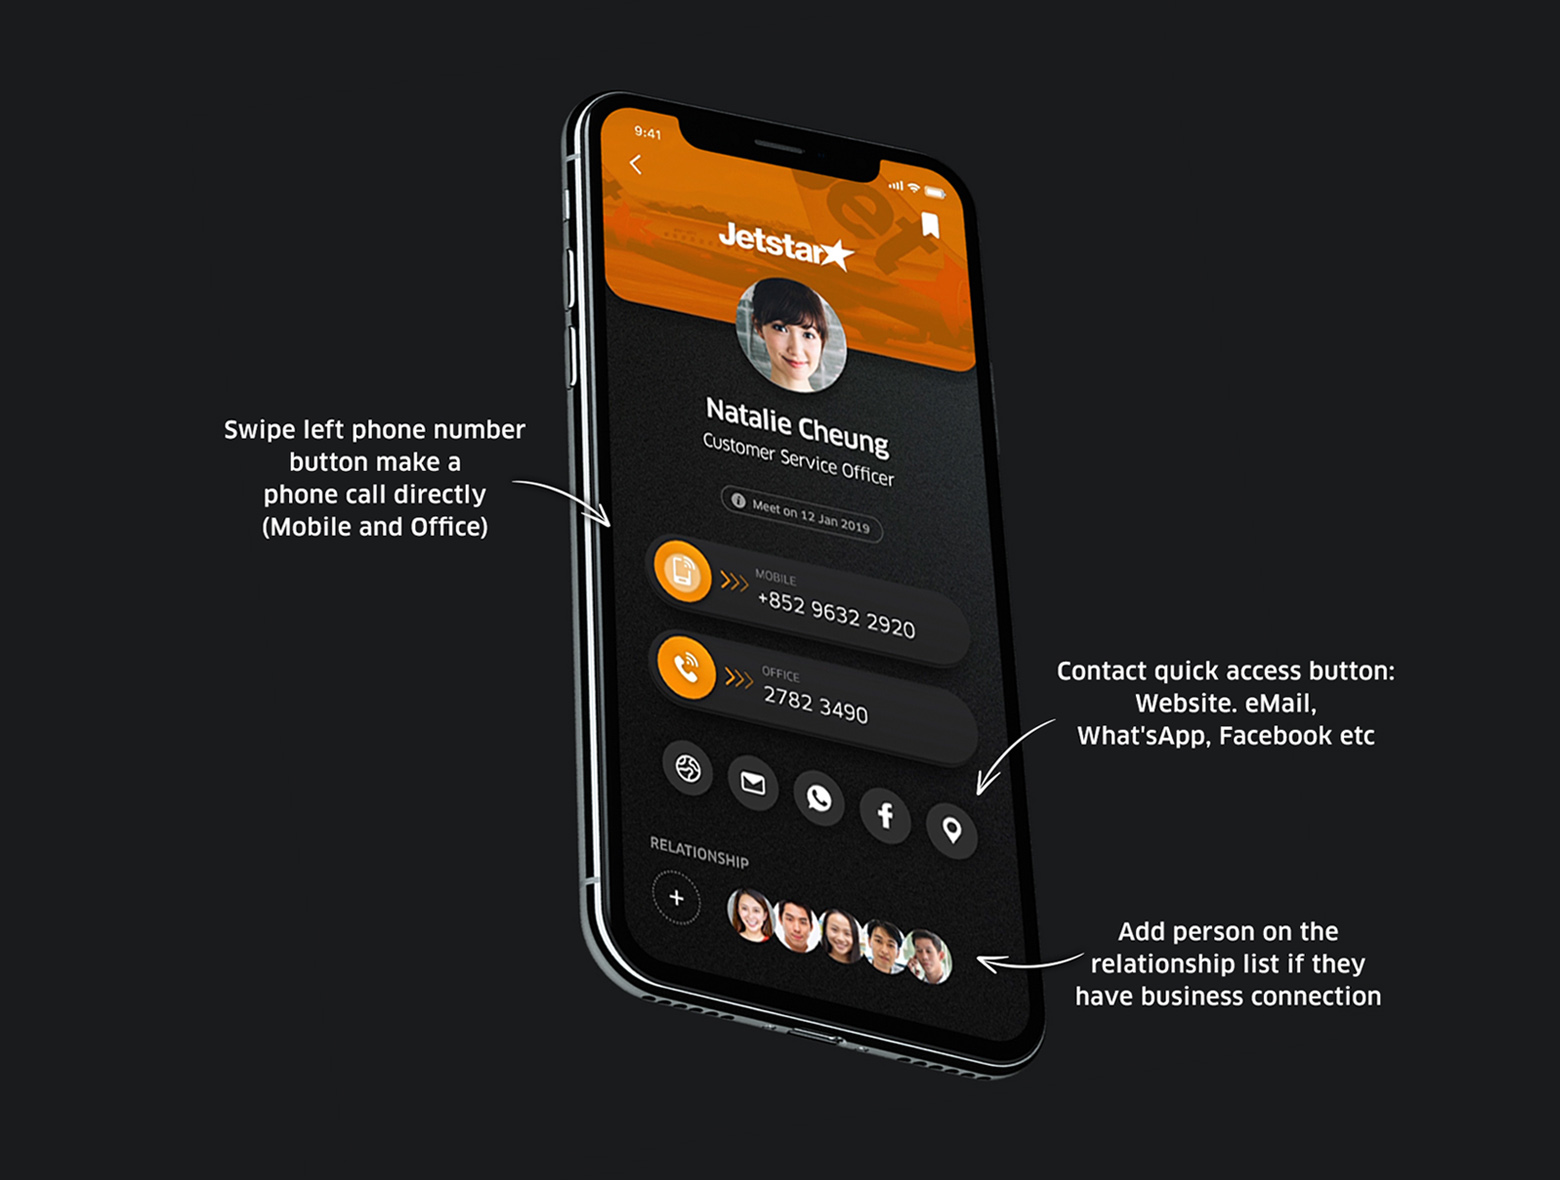 9:41
Jet
Jetstar
Natalie Cheung
Customer Service Officer
Meet on 12 Jan 2019
MOBILE
+852 9632 2920
OFFICE
2782 3490
RELATIONSHIP
Swipe left phone number
button make a
phone call directly
(Mobile and Office)
Contact quick access button:
Website. eMail,
What'sApp, Facebook etc
Add person on the
relationship list if they
have business connection